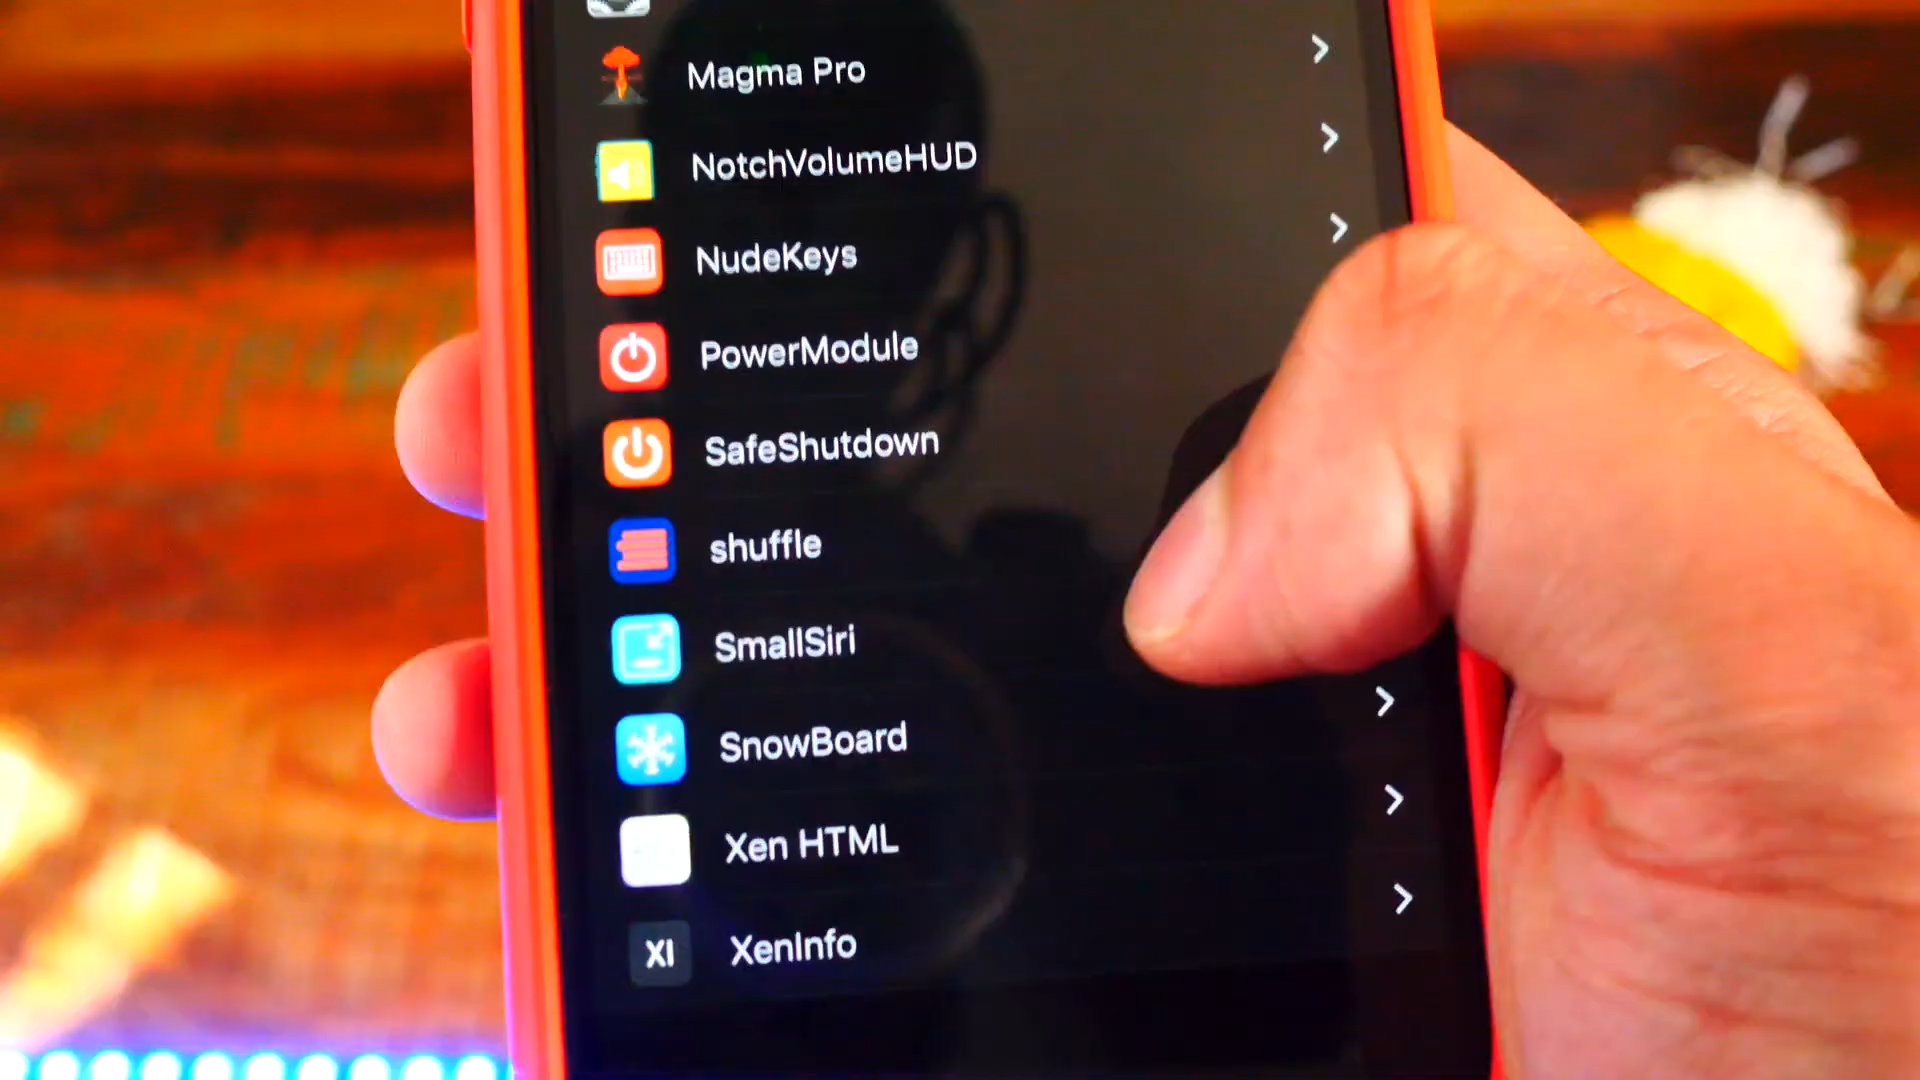 Magma Pro
NotchVolumeHUD
NudeKeys
PowerModule
SafeShutdown
shuffle
SmallSiri
SnowBoard
Xen HTML
XI XenInfo